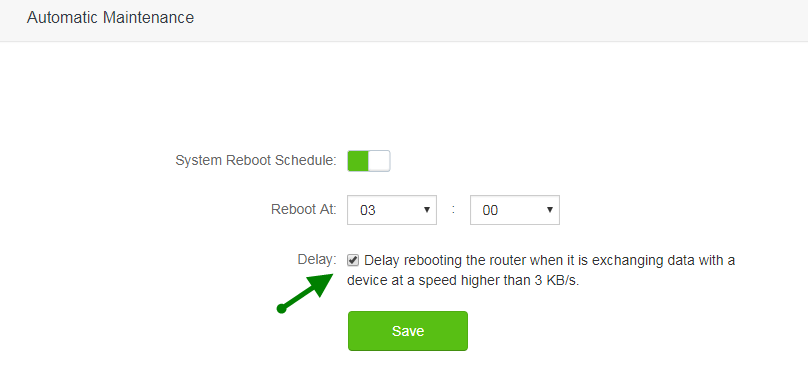 Automatic Maintenance
System Reboot Schedule:
Reboot At: 03 : 00
Delay: Delay rebooting the router when it is exchanging data with a
device at a speed higher than 3 KB/s.
Save